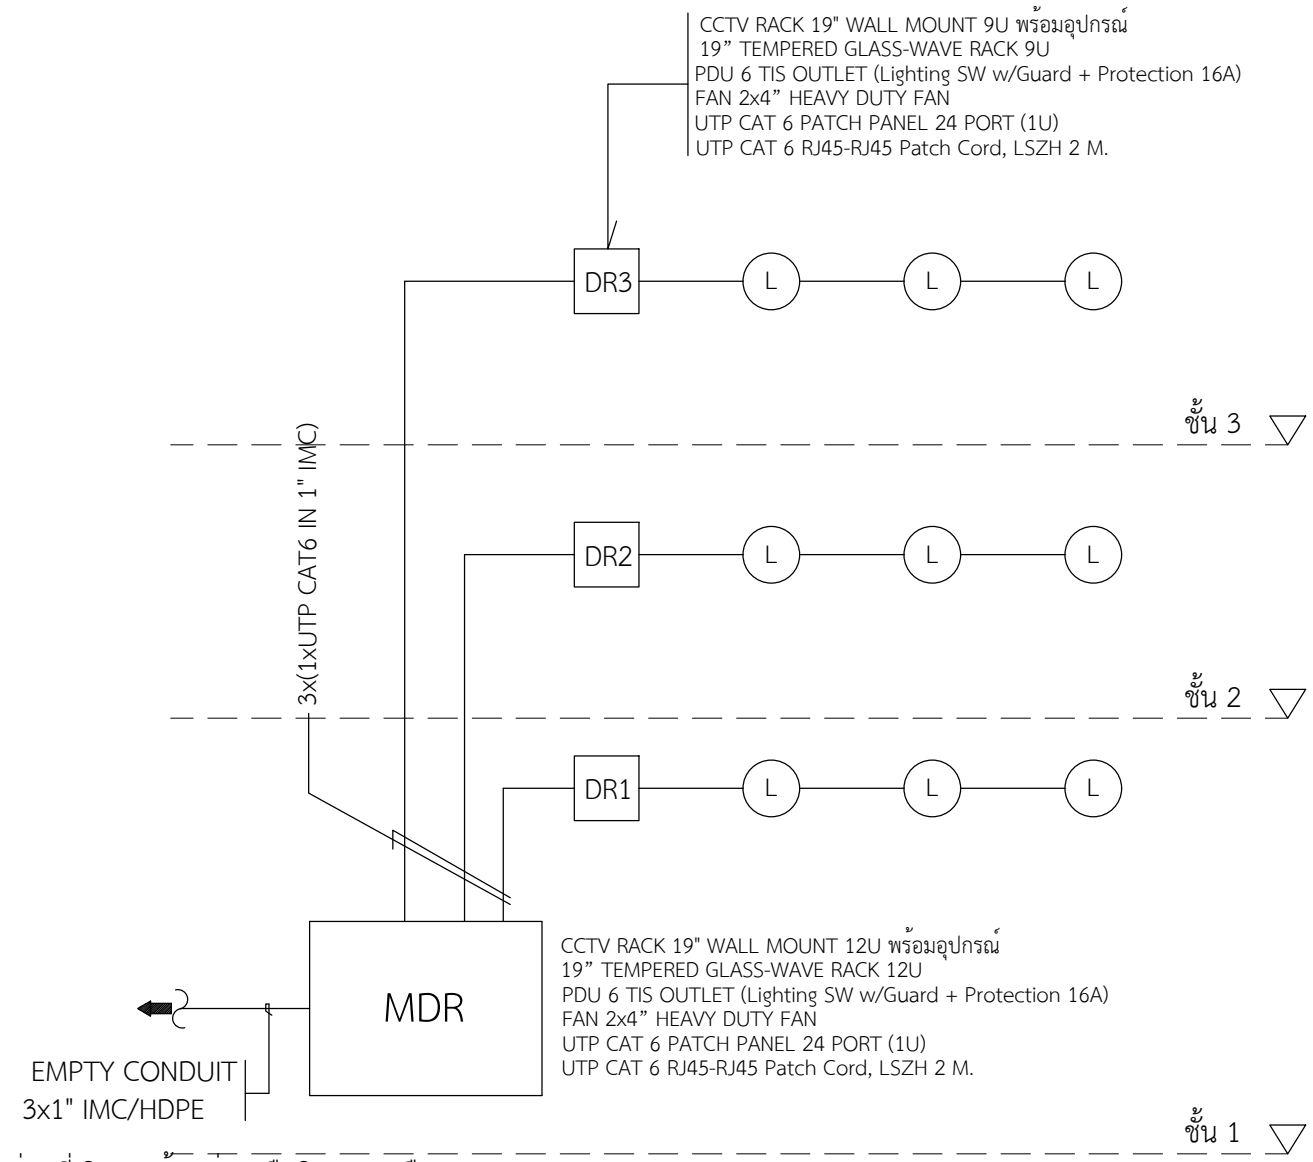 CCTV RACK 19" WALL MOUNT 9U พร้อมอุปกรณ์
19” TEMPERED GLASS-WAVE RACK 9U
PDU 6 TIS OUTLET (Lighting SW w/Guard + Protection 16A)
FAN 2x4” HEAVY DUTY FAN
UTP CAT 6 PATCH PANEL 24 PORT (1U)
UTP CAT 6 RJ45-RJ45 Patch Cord, LSZH 2 M.
DR3 L L L
ชั้น 3
3x(1xUTP CAT6 IN 1" IMC)
DR2 L L L
ชั้น 2
DR1 L L L
MDR
CCTV RACK 19" WALL MOUNT 12U พร้อมอุปกรณ์
19” TEMPERED GLASS-WAVE RACK 12U
PDU 6 TIS OUTLET (Lighting SW w/Guard + Protection 16A)
FAN 2x4” HEAVY DUTY FAN
UTP CAT 6 PATCH PANEL 24 PORT (1U)
UTP CAT 6 RJ45-RJ45 Patch Cord, LSZH 2 M.
EMPTY CONDUIT
3x1" IMC/HDPE
ชั้น 1